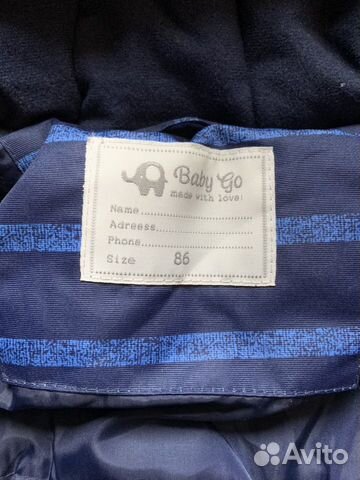 Baby Go
made with love!
Name
Adreess
Phone
Size 86
Avito